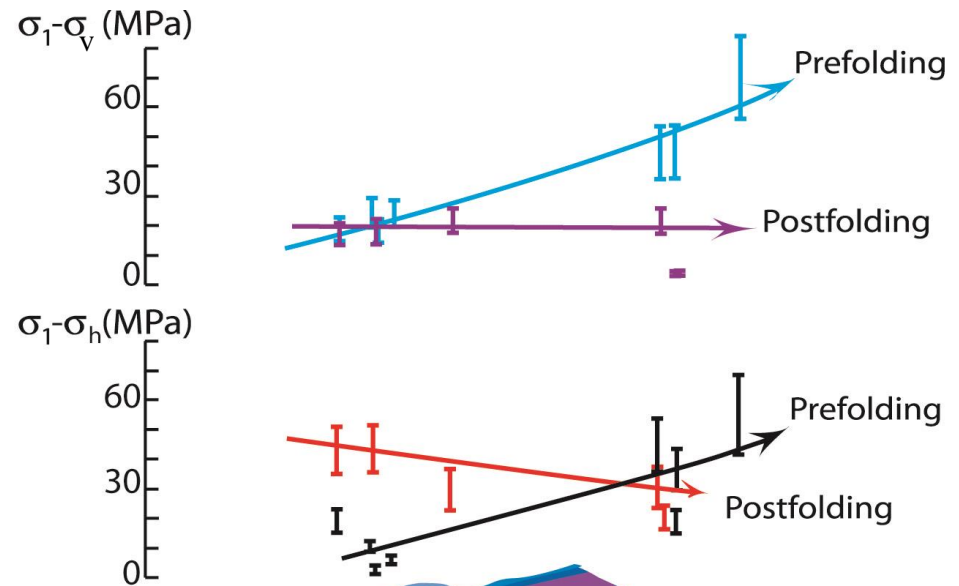 σ₁-σᵥ (MPa)
Prefolding
60
30
Postfolding
0
σ₁-σₕ(MPa)
60
Prefolding
30
Postfolding
0